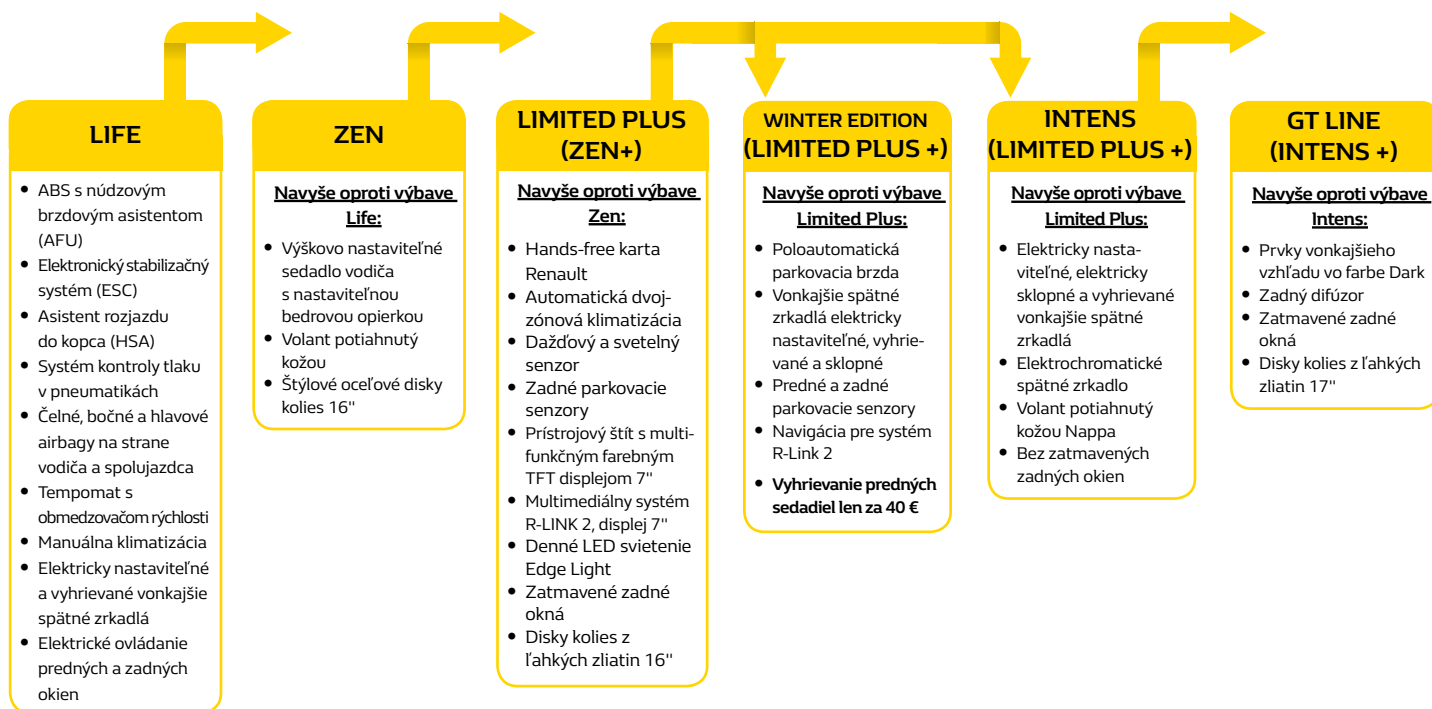 LIFE
• ABS s núdzovým
brzdovým asistentom
(AFU)
• Elektronický stabilizačný
systém (ESC)
• Asistent rozjazdu
do kopca (HSA)
• Systém kontroly tlaku
v pneumatikách
• Čelné, bočné a hlavové
airbagy na strane
vodiča a spolujazdca
• Tempomat s
obmedzovačom rýchlosti
• Manuálna klimatizácia
• Elektricky nastaviteľné
a vyhrievané vonkajšie
spätné zrkadlá
• Elektrické ovládanie
predných a zadných
okien
ZEN
Navyše oproti výbave
Life:
• Výškovo nastaviteľné
sedadlo vodiča
s nastaviteľnou
bedrovou opierkou
• Volant potiahnutý
kožou
• Štýlové oceľové disky
kolies 16"
LIMITED PLUS
(ZEN+)
Navyše oproti výbave
Zen:
• Hands-free karta
Renault
• Automatická dvoj-
zónová klimatizácia
• Dažďový a svetelný
senzor
• Zadné parkovacie
senzory
• Prístrojový štít s multi-
funkčným farebným
TFT displejom 7"
• Multimediálny systém
R-LINK 2, displej 7"
• Denné LED svietenie
Edge Light
• Zatmavené zadné
okná
• Disky kolies z
ľahkých zliatin 16"
WINTER EDITION
(LIMITED PLUS +)
Navyše oproti výbave
Limited Plus:
• Poloautomatická
parkovacia brzda
• Vonkajšie spätné
zrkadlá elektricky
nastaviteľné, vyhrie-
vané a sklopné
• Predné a zadné
parkovacie senzory
• Navigácia pre systém
R-Link 2
• Vyhrievanie predných
sedadiel len za 40 €
INTENS
(LIMITED PLUS +)
Navyše oproti výbave
Limited Plus:
• Elektricky nasta-
viteľné, elektricky
sklopné a vyhrievané
vonkajšie spätné
zrkadlá
• Elektrochromatické
spätné zrkadlo
• Volant potiahnutý
kožou Nappa
• Bez zatmavených
zadných okien
GT LINE
(INTENS +)
Navyše oproti výbave
Intens:
• Prvky vonkajšieho
vzhľadu vo farbe Dark
• Zadný difúzor
• Zatmavené zadné
okná
• Disky kolies z ľahkých
zliatin 17"